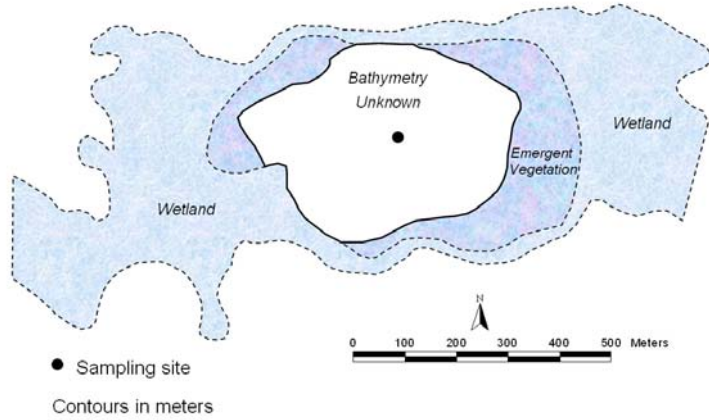 Bathymetry
Unknown
Wetland
Emergent
Vegetation
Wetland
N
0 100 200 300 400 500 Meters
Sampling site
Contours in meters